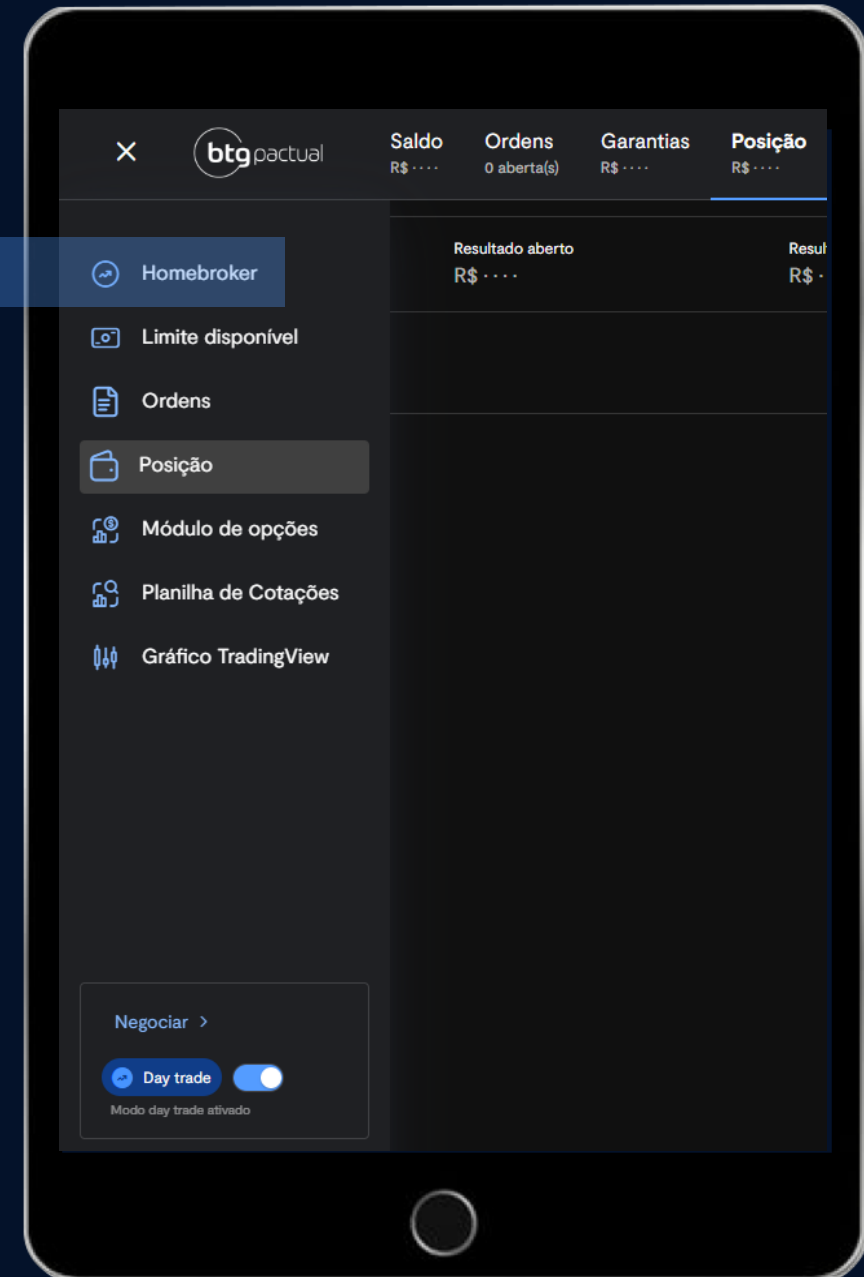 btg pactual
Saldo
R$ ····
Ordens
0 aberta(s)
Garantias
R$ ····
Posição
R$ ····
Homebroker
Limite disponível
Ordens
Posição
Módulo de opções
Planilha de Cotações
Gráfico TradingView
Resultado aberto
R$ ····
Resul
R$ ·
Negociar >
Day trade
Modo day trade ativado